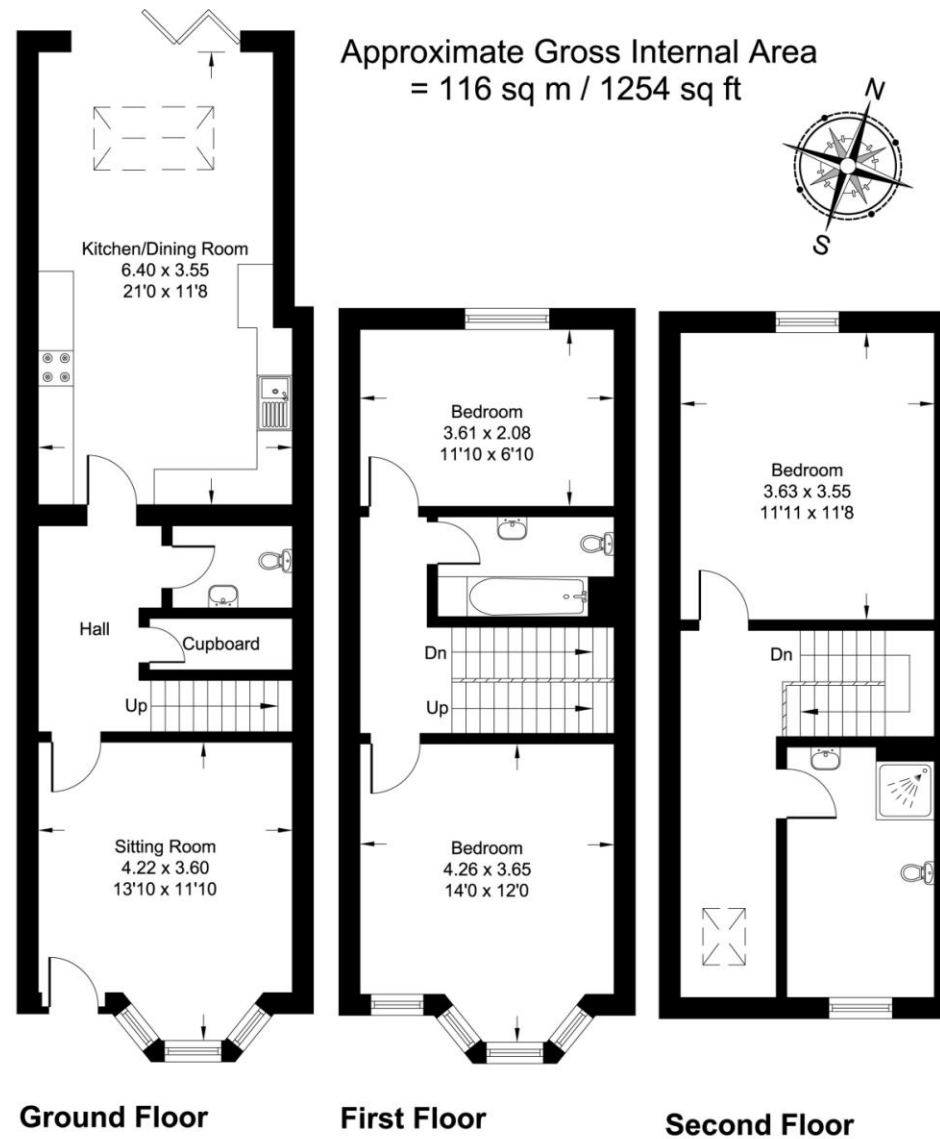 Approximate Gross Internal Area
= 116 sq m / 1254 sq ft
N
S
Kitchen/Dining Room
6.40 x 3.55
21'0 x 11'8
Hall
Cupboard
Up
Sitting Room
4.22 x 3.60
13'10 x 11'10
Ground Floor
Bedroom
3.61 x 2.08
11'10 x 6'10
Dn
Up
Bedroom
4.26 x 3.65
14'0 x 12'0
First Floor
Bedroom
3.63 x 3.55
11'11 x 11'8
Dn
Second Floor